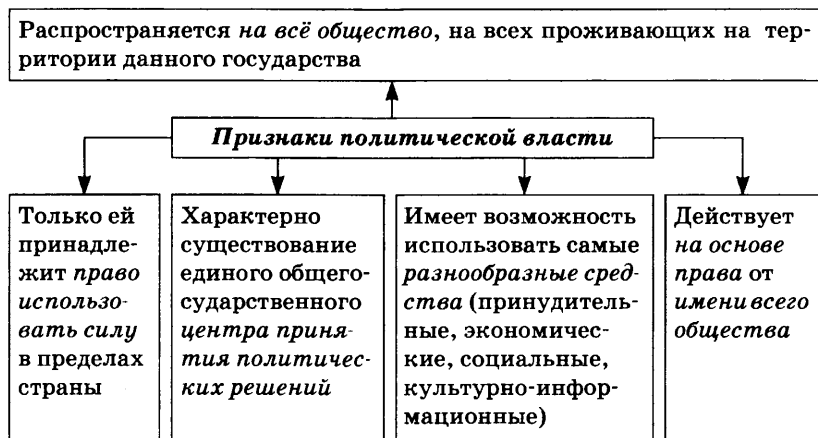 Распространяется на всё общество, на всех проживающих на тер-
ритории данного государства
Признаки политической власти
Только ей
принадле-
жит право
использо-
вать силу
в пределах
страны
Характерно
существование
единого общего-
сударственного
центра приня-
тия политичес-
ких решений
Имеет возможность
использовать самые
разнообразные сред-
ства (принудитель-
ные, экономичес-
кие, социальные,
культурно-инфор-
мационные)
Действует
на основе
права от
имени всего
общества